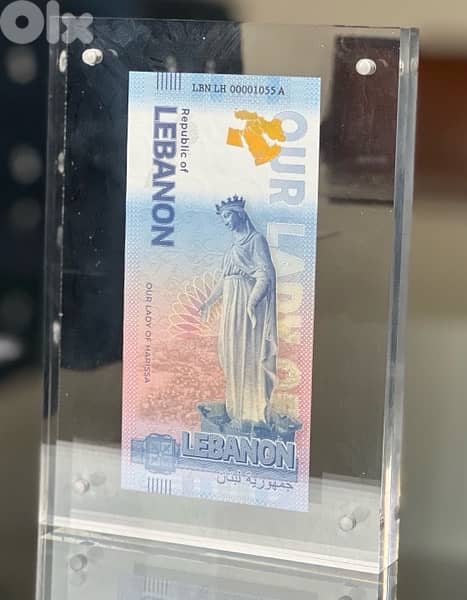 OLX
LBN LH 00001055 A
Republic of
LEBANON
OUR LADY OF
OUR LADY OF HARISSA
LEBANON
جمهورية لبنان